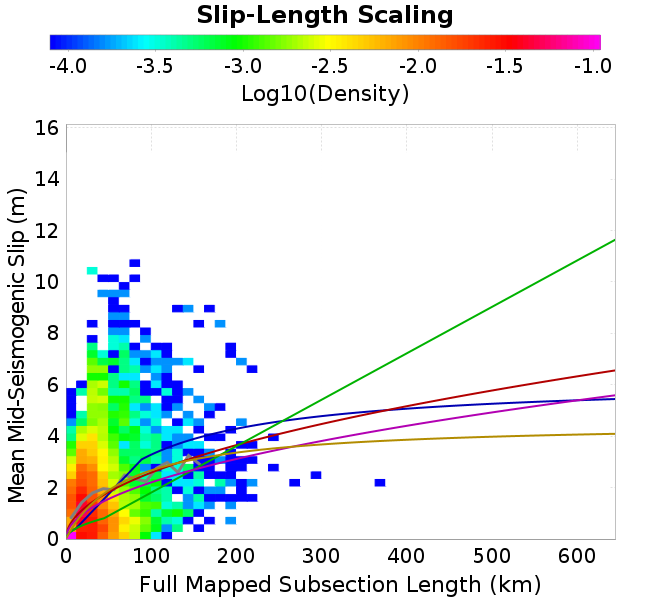 Slip-Length Scaling
-4.0 -3.5 -3.0 -2.5 -2.0 -1.5 -1.0
Log10(Density)
Mean Mid-Seismogenic Slip (m)
16
14
12
10
8
6
4
2
0
0 100 200 300 400 500 600
Full Mapped Subsection Length (km)